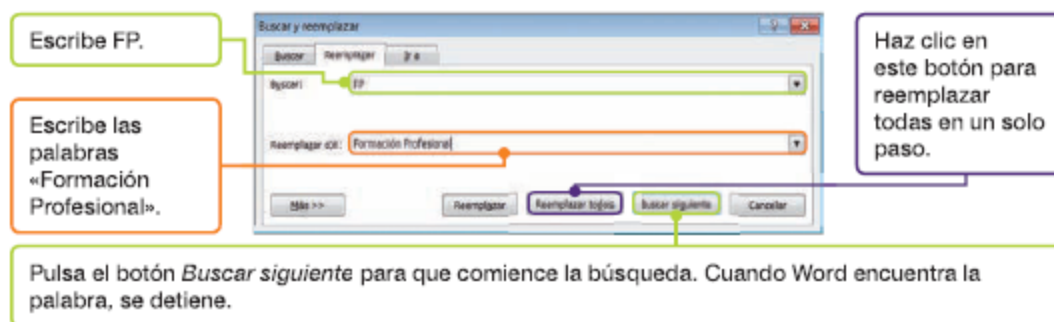 Escribe FP.
Escribe las
palabras
«Formación
Profesional».
Buscar y reemplazar
Buscar Reemplazar Ir a
Buscar: FP
Reemplazar con: Formación Profesional
Más >> Reemplazar Reemplazar todos Buscar siguiente Cancelar
Haz clic en
este botón para
reemplazar
todas en un solo
paso.
Pulsa el botón Buscar siguiente para que comience la búsqueda. Cuando Word encuentra la
palabra, se detiene.